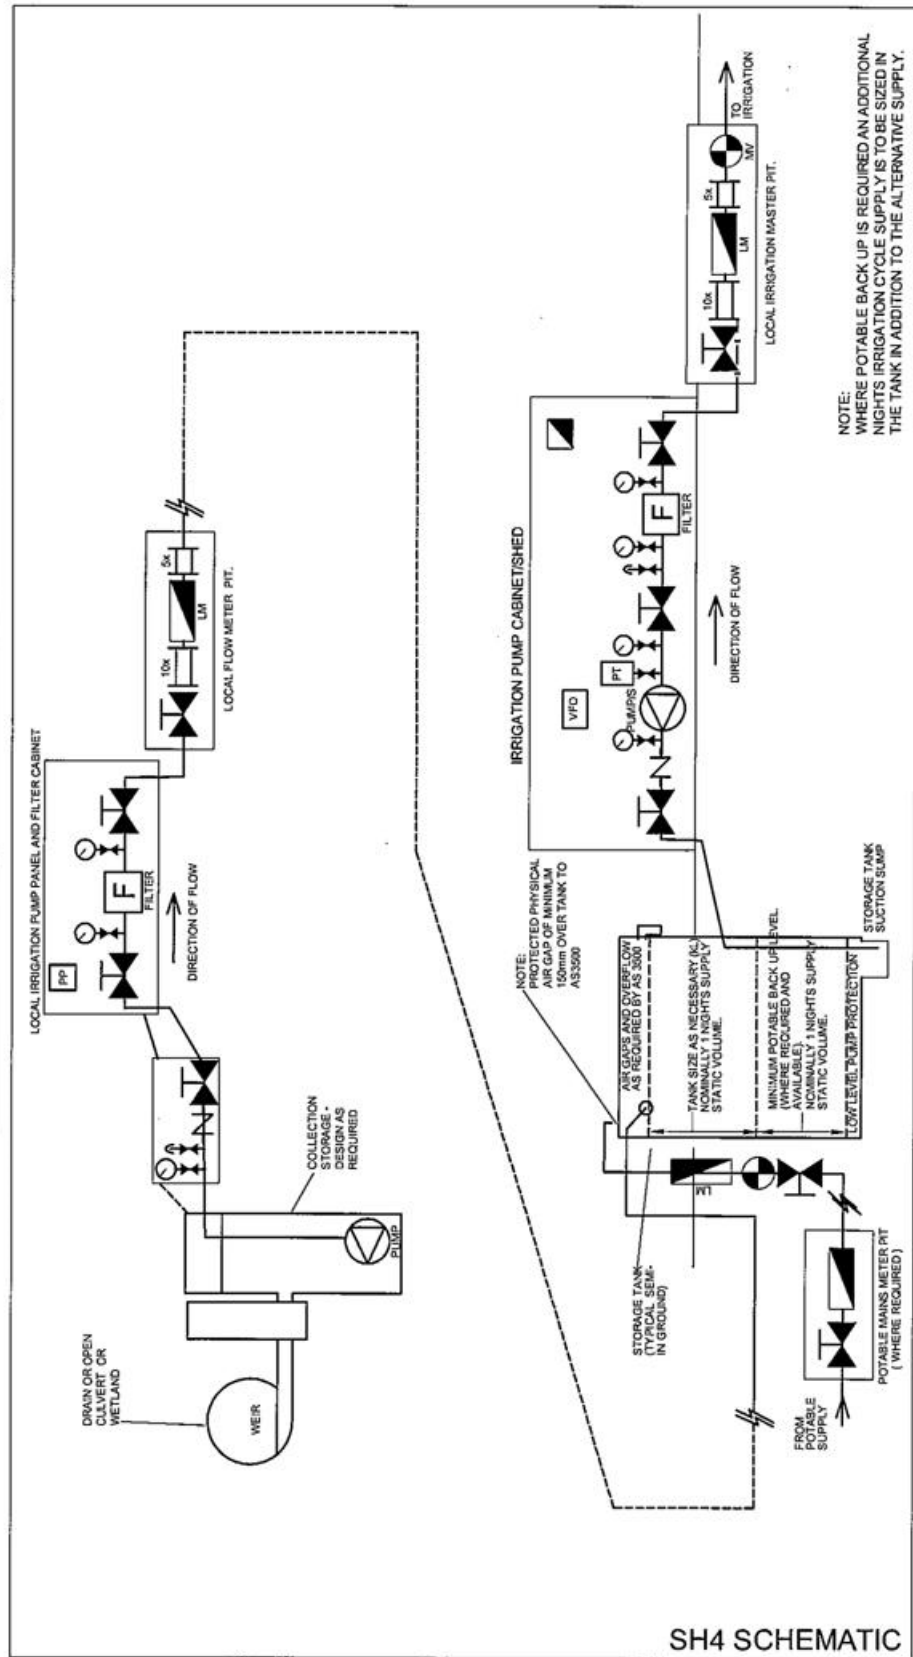 DRAIN OR OPEN
CULVERT OR
WETLAND
WEIR
PUMP
COLLECTION
STORAGE -
DESIGN AS
REQUIRED
LOCAL IRRIGATION PUMP PANEL AND FILTER CABINET
PP
F
FILTER
DIRECTION OF FLOW
10x
LM
5x
LOCAL FLOW METER PIT.
FROM
POTABLE
SUPPLY
POTABLE MAINS METER PIT
( WHERE REQUIRED )
STORAGE TANK
(TYPICAL SEMI-
IN GROUND)
LM
NOTE:
PROTECTED PHYSICAL
AIR GAP OF MINIMUM
150mm OVER TANK TO
AS3500
AIR GAPS AND OVERFLOW
AS REQUIRED BY AS 3500
TANK SIZE AS NECESSARY (kL)
NOMINALLY 1 NIGHTS SUPPLY
STATIC VOLUME.
MINIMUM POTABLE BACK UP LEVEL.
(WHERE REQUIRED AND
AVAILABLE).
NOMINALLY 1 NIGHTS SUPPLY
STATIC VOLUME.
LOW LEVEL PUMP PROTECTION
STORAGE TANK
SUCTION SUMP
IRRIGATION PUMP CABINET/SHED
VFD
PUMP/S
PT
F
FILTER
DIRECTION OF FLOW
10x
LM
5x
MV
TO
IRRIGATION
LOCAL IRRIGATION MASTER PIT.
NOTE:
WHERE POTABLE BACK UP IS REQUIRED AN ADDITIONAL
NIGHTS IRRIGATION CYCLE SUPPLY IS TO BE SIZED IN
THE TANK IN ADDITION TO THE ALTERNATIVE SUPPLY.
SH4 SCHEMATIC